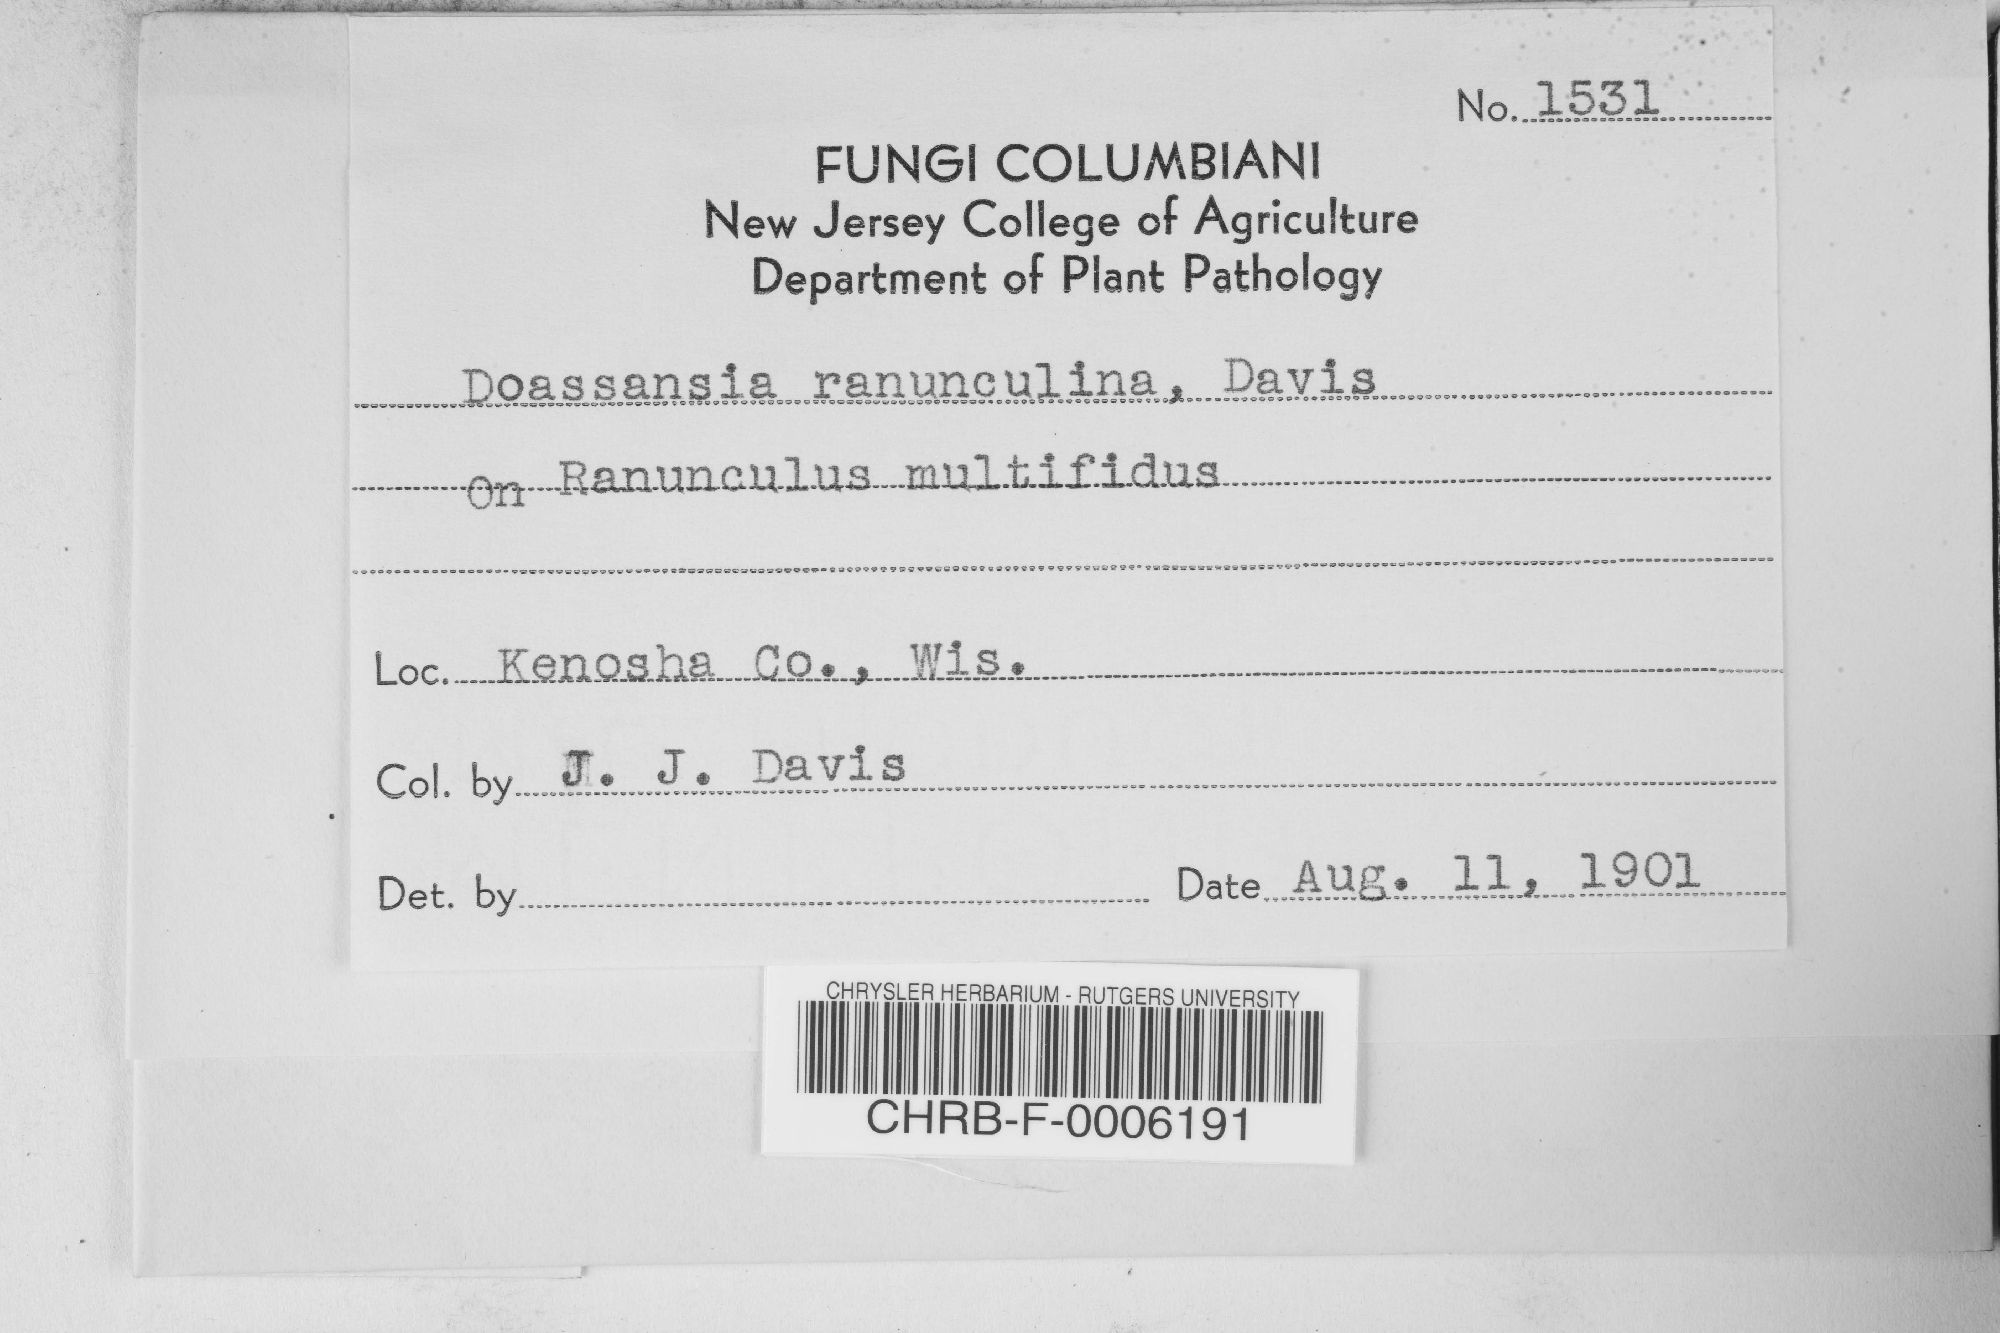 No. 1531
FUNGI COLUMBIANI
New Jersey College of Agriculture
Department of Plant Pathology
Doassansia ranunculina, Davis
On Ranunculus multifidus
Loc. Kenosha Co., Wis.
Col. by J. J. Davis
Det. by Date Aug. 11, 1901
CHRYSLER HERBARIUM - RUTGERS UNIVERSITY
CHRB-F-0006191